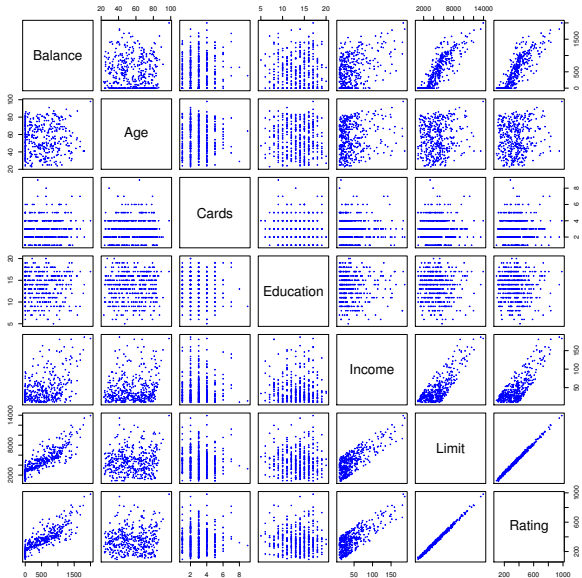 20 40 60 80 100
5 10 15 20
2000 8000 14000
Balance
0 500 1500
20 40 60 80 100
Age
Cards
2 4 6 8
5 10 15 20
Education
Income
50 100 150
2000 8000 14000
Limit
Rating
200 600 1000
0 500 1500
2 4 6 8
50 100 150
200 600 1000